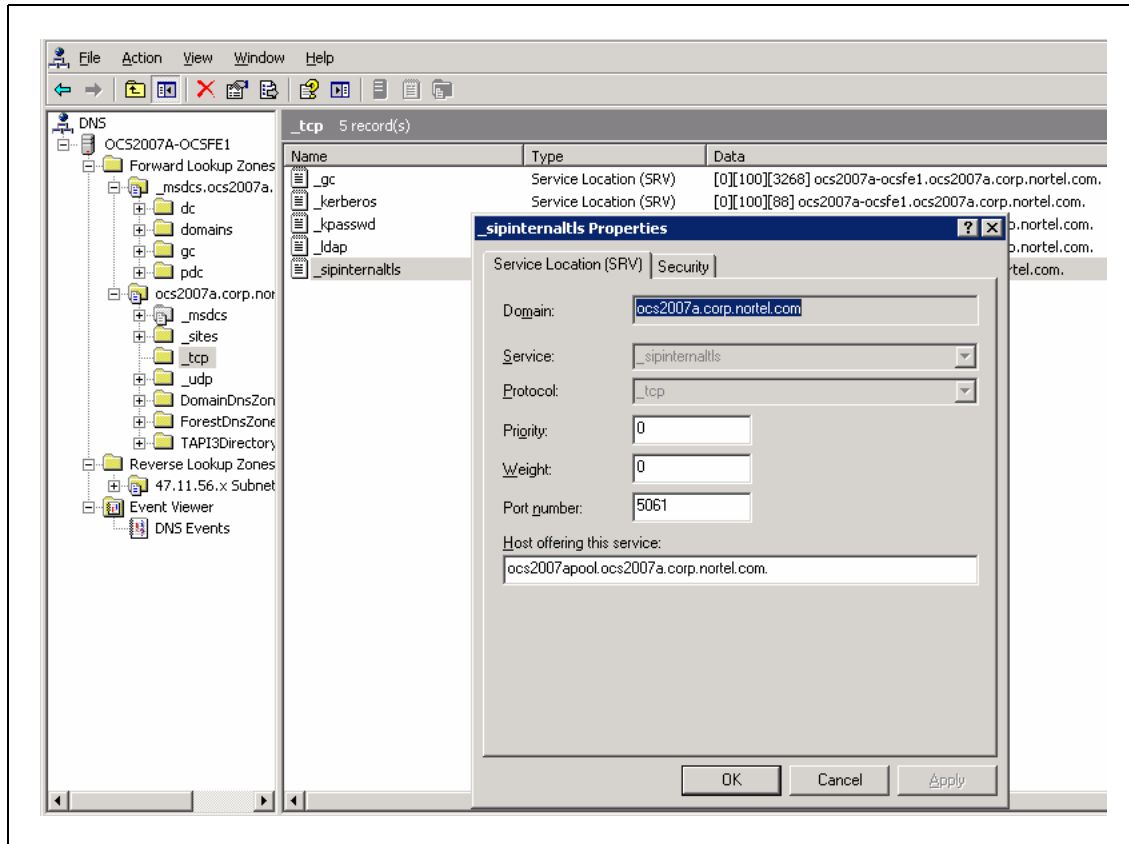 File Action View Window Help
DNS
OCS2007A-OCSFE1
Forward Lookup Zones
_msdcs.ocs2007a.
dc
domains
gc
pdc
ocs2007a.corp.nor
_msdcs
_sites
_tcp
_udp
DomainDnsZon
ForestDnsZone
TAPI3Directory
Reverse Lookup Zones
47.11.56.x Subnet
Event Viewer
DNS Events
_tcp 5 record(s)
Name Type Data
_gc Service Location (SRV) [0][100][3268] ocs2007a-ocsfe1.ocs2007a.corp.nortel.com.
_kerberos Service Location (SRV) [0][100][88] ocs2007a-ocsfe1.ocs2007a.corp.nortel.com.
_kpasswd p.nortel.com.
_ldap p.nortel.com.
_sipinternaltls rtel.com.
_sipinternaltls Properties
Service Location (SRV) Security
Domain: ocs2007a.corp.nortel.com
Service: _sipinternaltls
Protocol: _tcp
Priority: 0
Weight: 0
Port number: 5061
Host offering this service:
ocs2007apool.ocs2007a.corp.nortel.com.
OK Cancel Apply